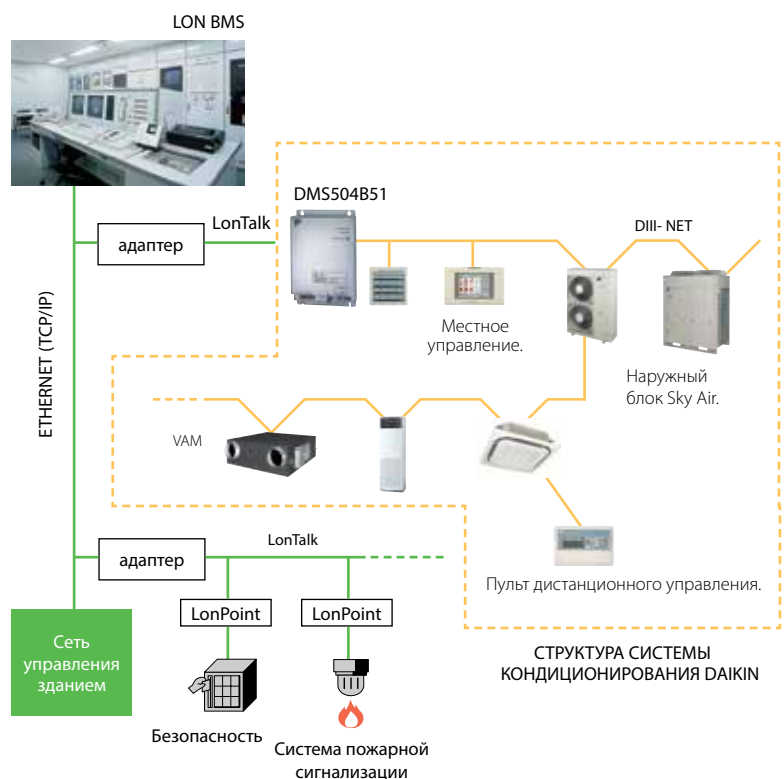 LON BMS
DMS504B51
LonTalk
адаптер
DIII- NET
Местное
управление.
Наружный
блок Sky Air.
ETHERNET (TCP/IP)
VAM
LonTalk
адаптер
Пульт дистанционного управления.
LonPoint
LonPoint
Сеть
управления
зданием
СТРУКТУРА СИСТЕМЫ
КОНДИЦИОНИРОВАНИЯ DAIKIN
Безопасность
Система пожарной
сигнализации